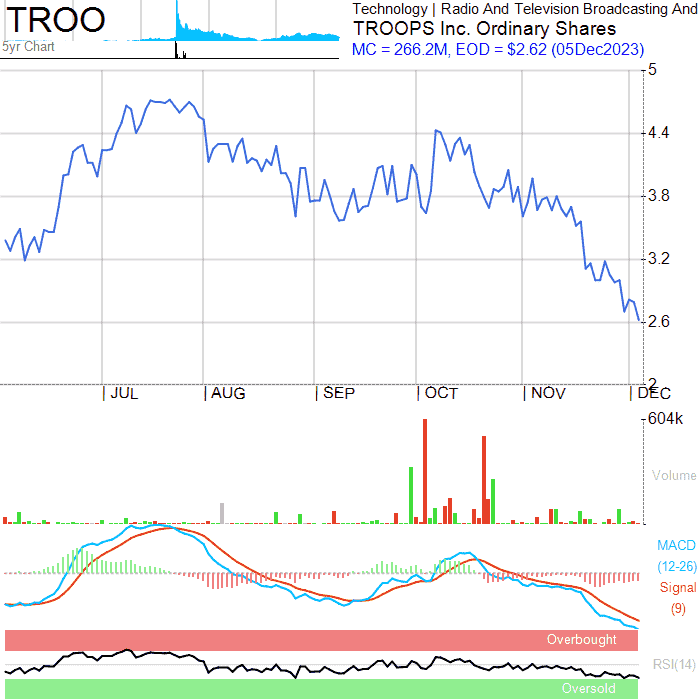 TROO
5yr Chart
Technology | Radio And Television Broadcasting And
TROOPS Inc. Ordinary Shares
MC = 266.2M, EOD = $2.62 (05Dec2023)
5
4.4
3.8
3.2
2.6
2
| JUL | AUG | SEP | OCT | NOV | DEC
604k
Volume
MACD
(12-26)
Signal
(9)
Overbought
RSI(14)
Oversold